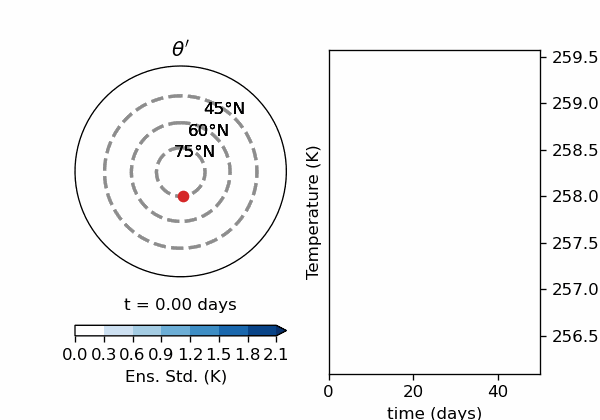 θ′
45°N
60°N
75°N
t = 0.00 days
0.0 0.3 0.6 0.9 1.2 1.5 1.8 2.1
Ens. Std. (K)
Temperature (K)
259.5
259.0
258.5
258.0
257.5
257.0
256.5
0 20 40
time (days)